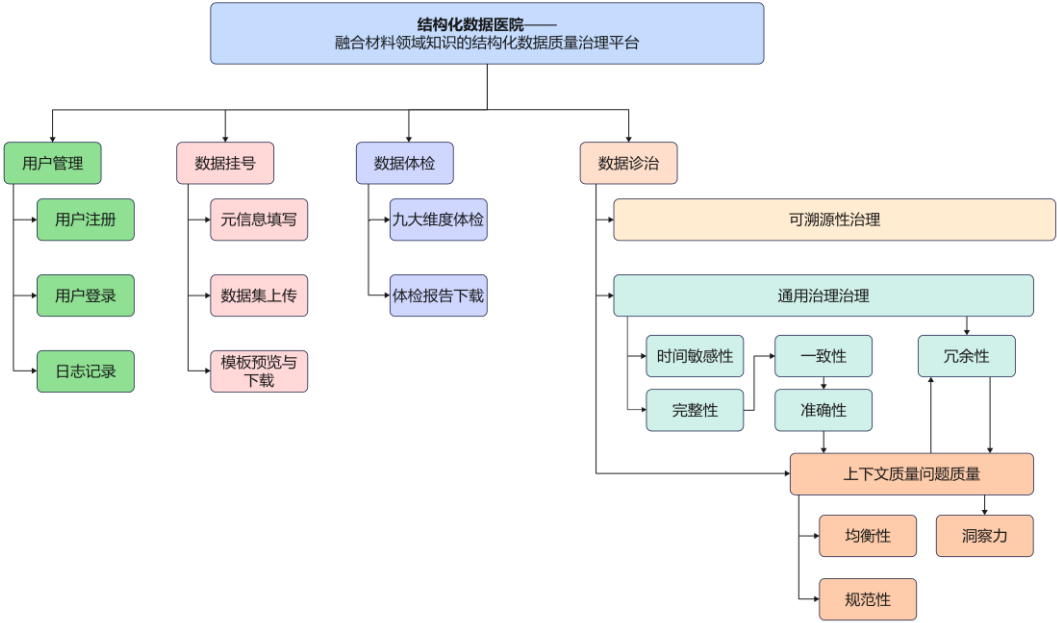 结构化数据医院——
融合材料领域知识的结构化数据质量治理平台
用户管理
数据挂号
数据体检
数据诊治
用户注册
元信息填写
九大维度体检
可溯源性治理
用户登录
数据集上传
体检报告下载
通用治理治理
时间敏感性
一致性
冗余性
日志记录
模板预览与
下载
完整性
准确性
上下文质量问题质量
均衡性
洞察力
规范性